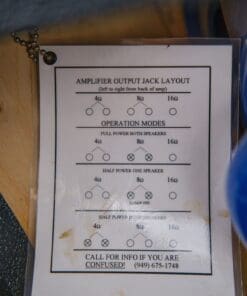 AMPLIFIER OUTPUT JACK LAYOUT
(left to right from back of amp)
4Ω 8Ω 16Ω
OPERATION MODES
FULL POWER BOTH SPEAKERS
4Ω 8Ω 16Ω
HALF POWER ONE SPEAKER
4Ω 8Ω 16Ω
HALF POWER SPEAKERS
4Ω 8Ω 16Ω
CALL FOR INFO IF YOU ARE
CONFUSED! (949) 675-1748